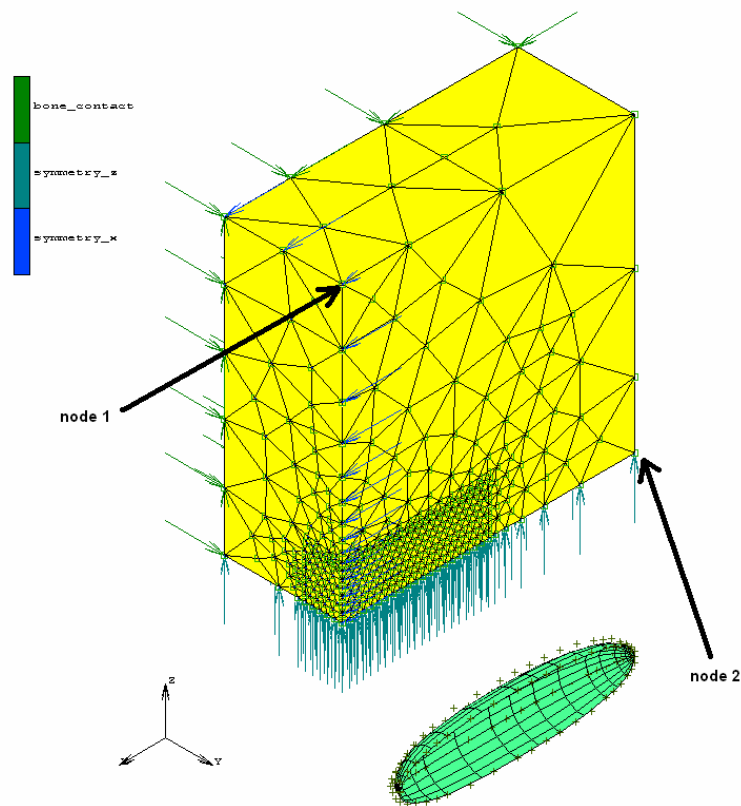 bone_contact
symmetry_z
symmetry_x
node 1
node 2
Z
X
Y